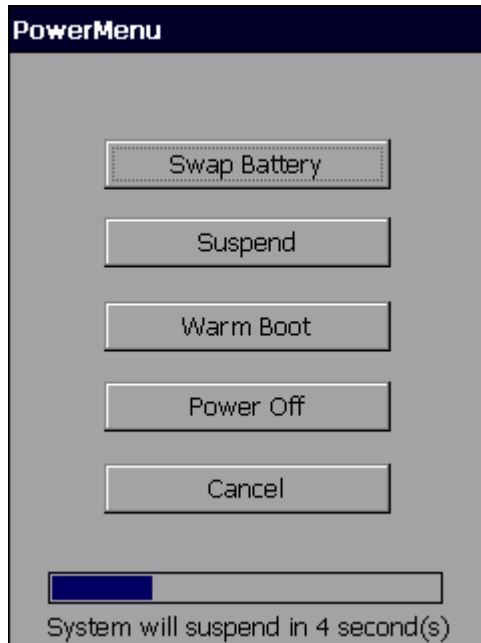 PowerMenu
Swap Battery
Suspend
Warm Boot
Power Off
Cancel
System will suspend in 4 second(s)